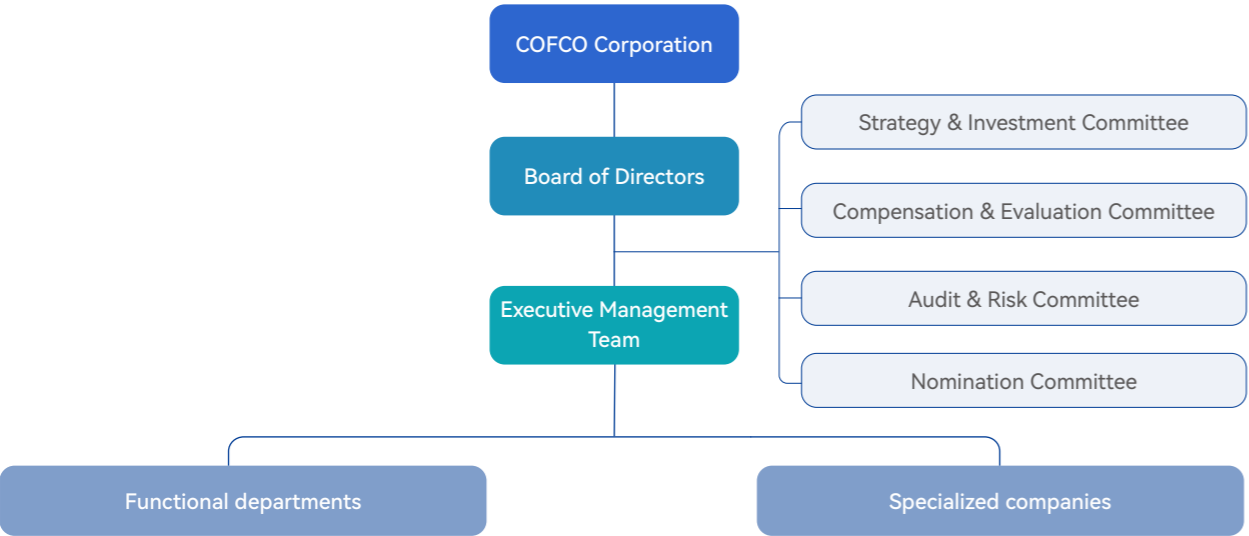 COFCO Corporation
Board of Directors
Strategy & Investment Committee
Compensation & Evaluation Committee
Audit & Risk Committee
Nomination Committee
Executive Management
Team
Functional departments
Specialized companies